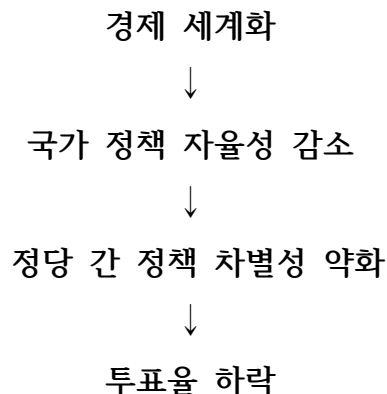 경제 세계화
↓
국가 정책 자율성 감소
↓
정당 간 정책 차별성 약화
↓
투표율 하락